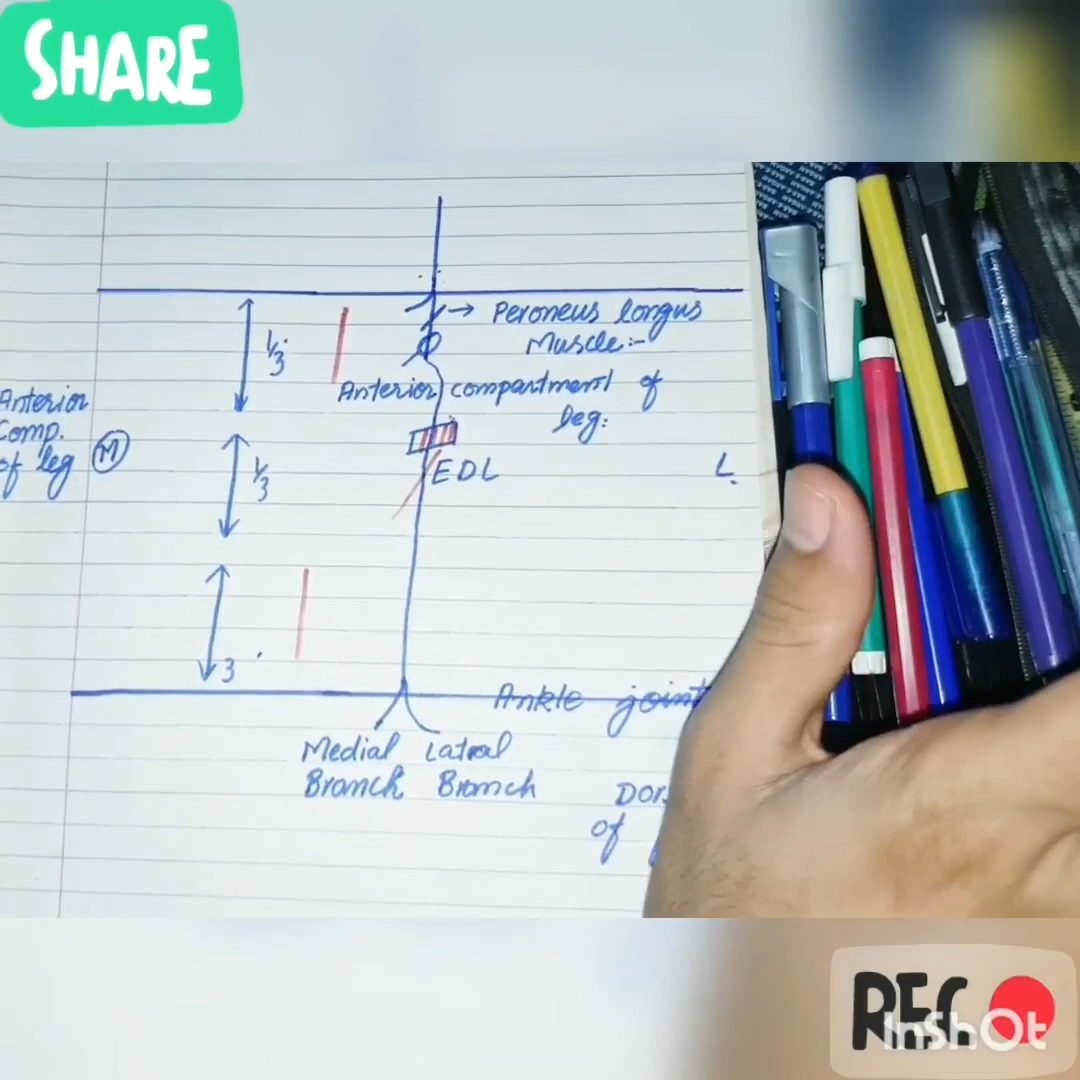 SHARE
→ Peroneus longus
Muscle:-
1/3
Anterior compartment of
leg:
Anterior
Comp.
of leg M
1/3
EDL
L
3
Ankle joint
Medial Latral
Branch Branch
of
REC
InShOt